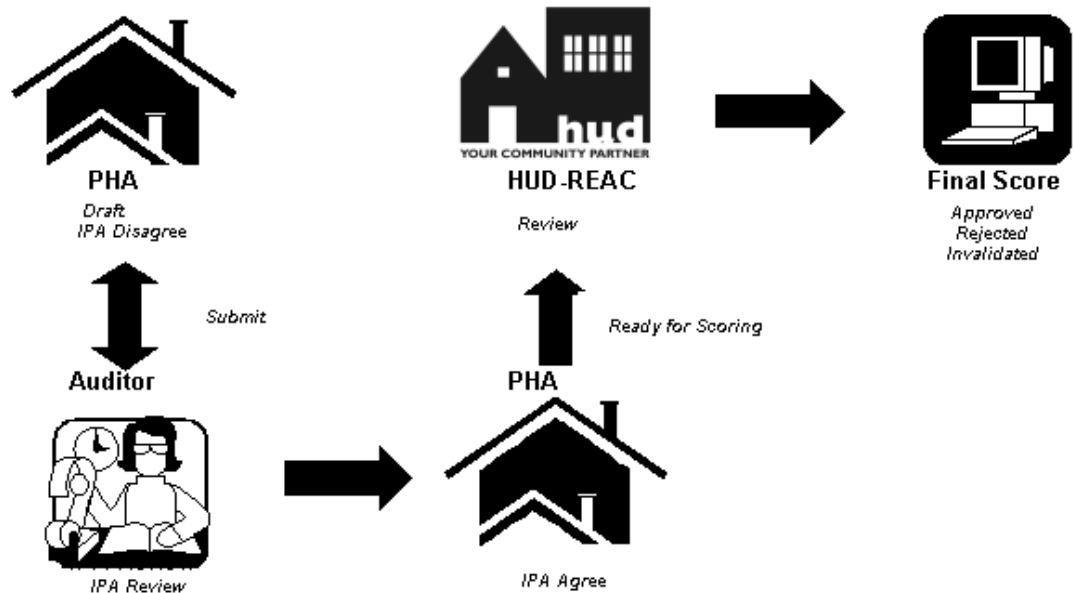 hud
YOUR COMMUNITY PARTNER
PHA
Draft
IPA Disagree
HUD-REAC
Review
Final Score
Approved
Rejected
Invalidated
Submit
Ready for Scoring
Auditor
PHA
IPA Review
IPA Agree